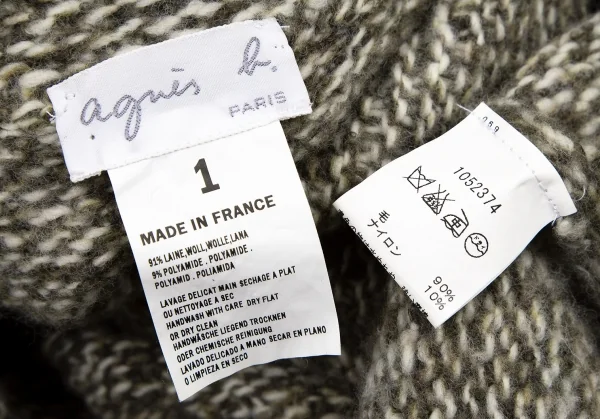 agnès b.
PARIS
1
MADE IN FRANCE
91% LAINE,WOLL,WOLLE,LANA
9% POLYAMIDE . POLYAMIDE .
POLYAMID . POLIAMIDA
LAVAGE DELICAT MAIN SECHAGE A PLAT
OU NETTOYAGE A SEC
HANDWASH WITH CARE DRY FLAT
OR DRY CLEAN
HANDWÄSCHE LIEGEND TROCKNEN
ODER CHEMISCHE REINIGUNG
LAVADO DELICADO A MANO SECAR EN PLANO
O LIMPIEZA EN SECO
1052374
毛 90%
ナイロン 10%